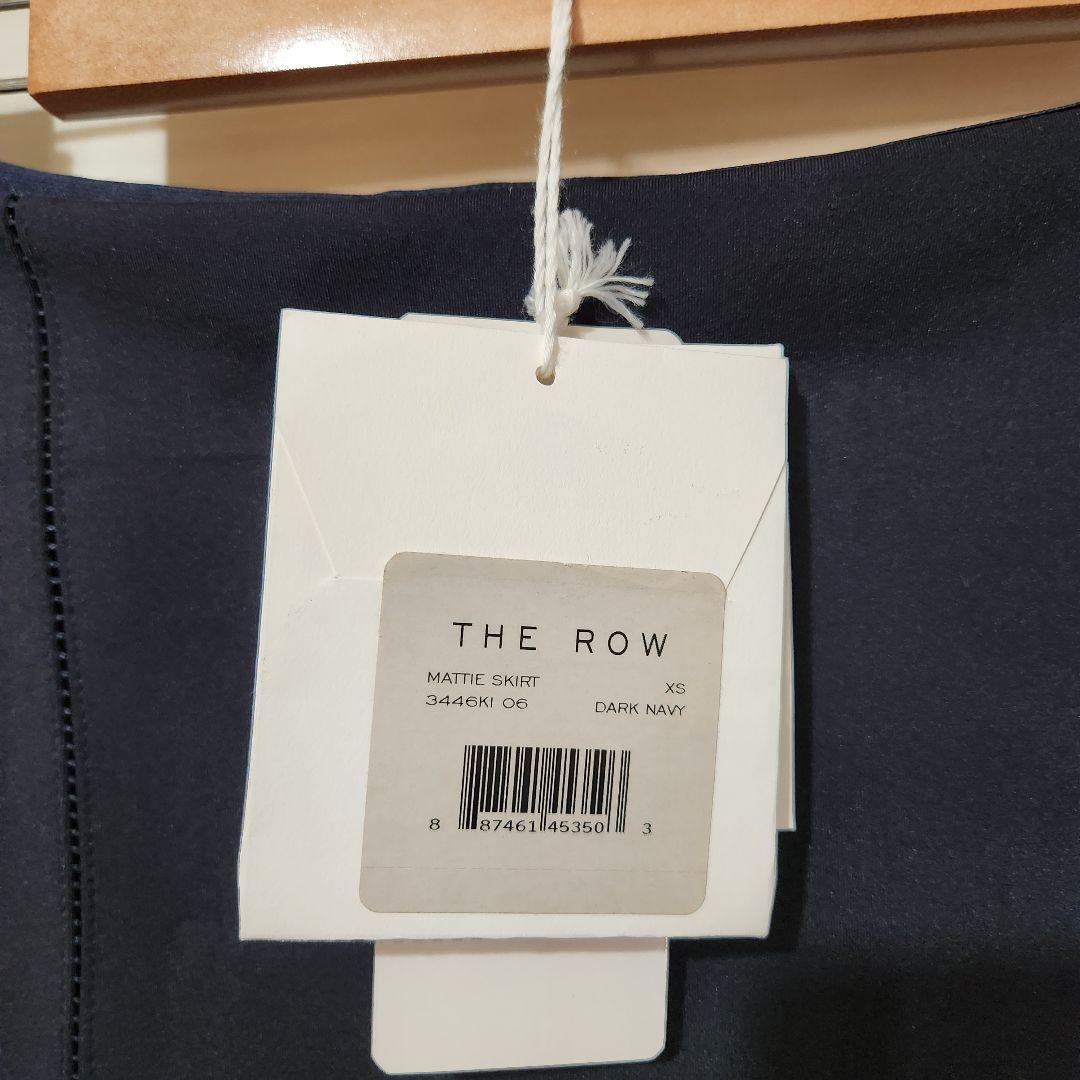 THE ROW
MATTIE SKIRT XS
3446KI 06 DARK NAVY
8 87461 45350 3